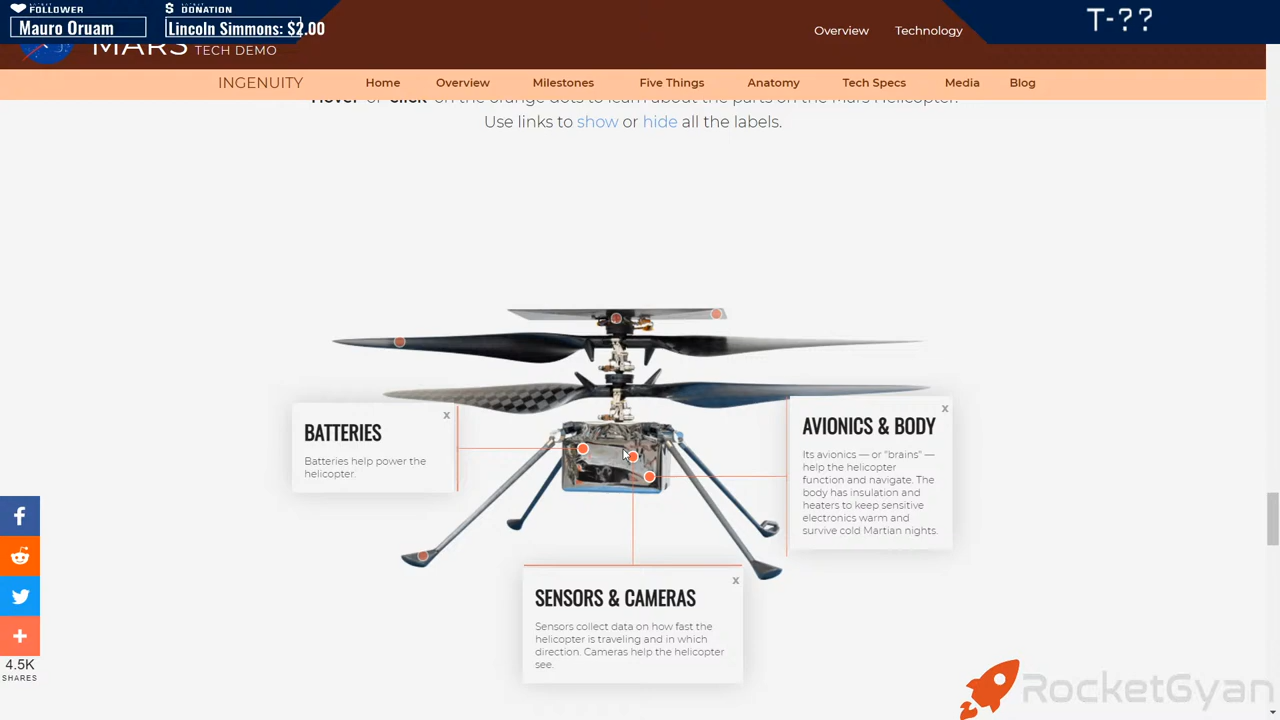 FOLLOWER
Mauro Oruam
$ DONATION
Lincoln Simmons: $2.00
T-??
MARS
TECH DEMO
Overview
Technology
INGENUITY
Home
Overview
Milestones
Five Things
Anatomy
Tech Specs
Media
Blog
"Hover" or "Click" on the orange dots to learn about the parts on the Mars Helicopter.
Use links to show or hide all the labels.
x
BATTERIES
Batteries help power the
helicopter.
x
AVIONICS & BODY
Its avionics — or "brains" —
help the helicopter
function and navigate. The
body has insulation and
heaters to keep sensitive
electronics warm and
survive cold Martian nights.
x
SENSORS & CAMERAS
Sensors collect data on how fast the
helicopter is traveling and in which
direction. Cameras help the helicopter
see.
4.5K
SHARES
RocketGyan